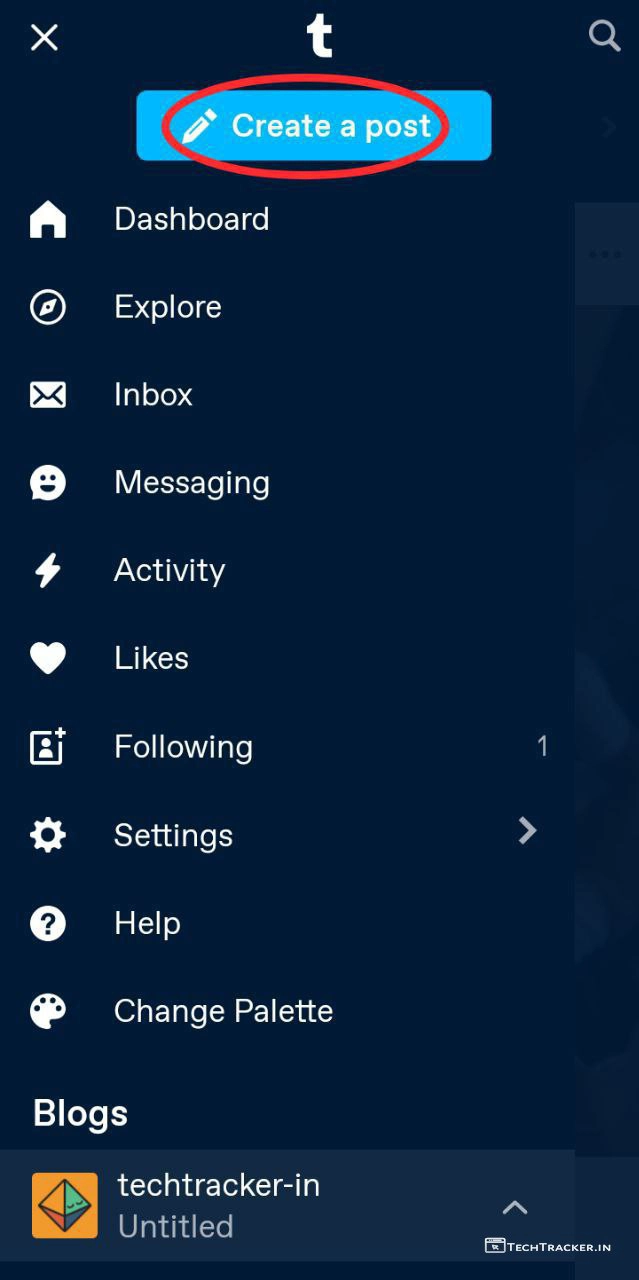 t
Create a post
Dashboard
Explore
Inbox
Messaging
Activity
Likes
Following 1
Settings
Help
Change Palette
Blogs
techtracker-in
Untitled
TECHTRACKER.IN